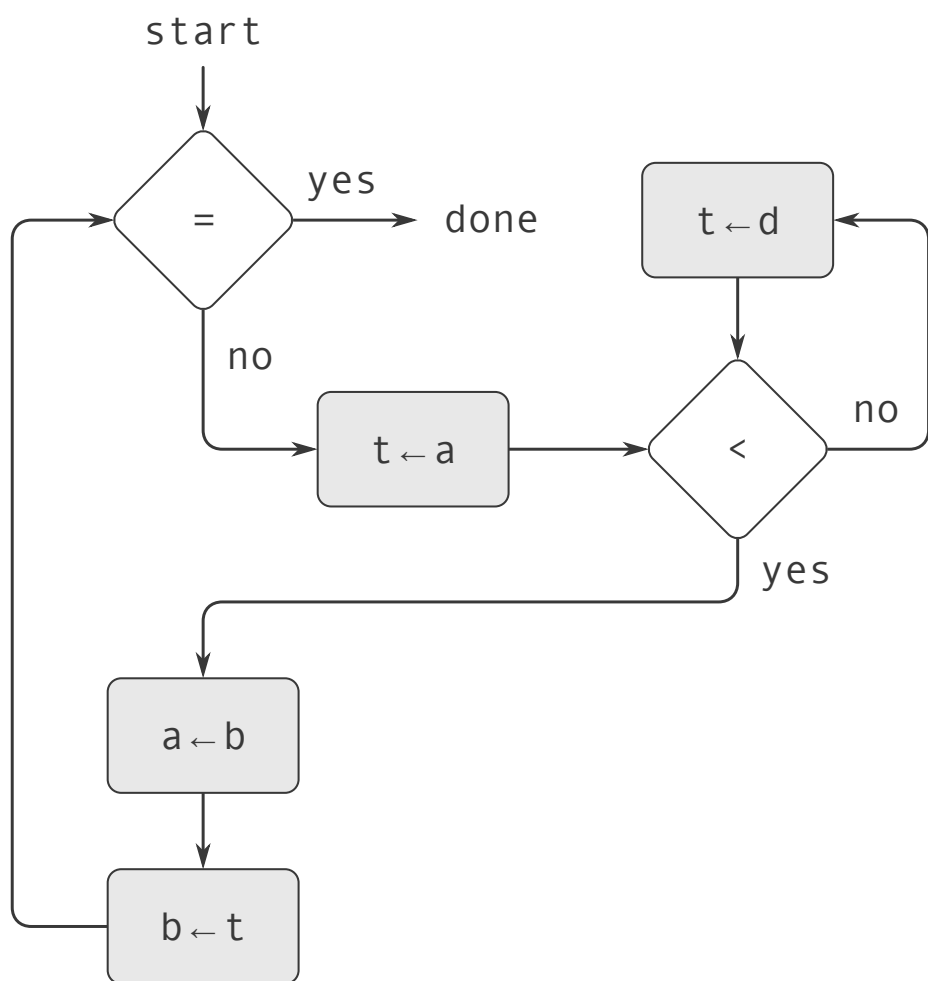 start
=
yes
done
no
t←a
t←d
<
no
yes
a←b
b←t